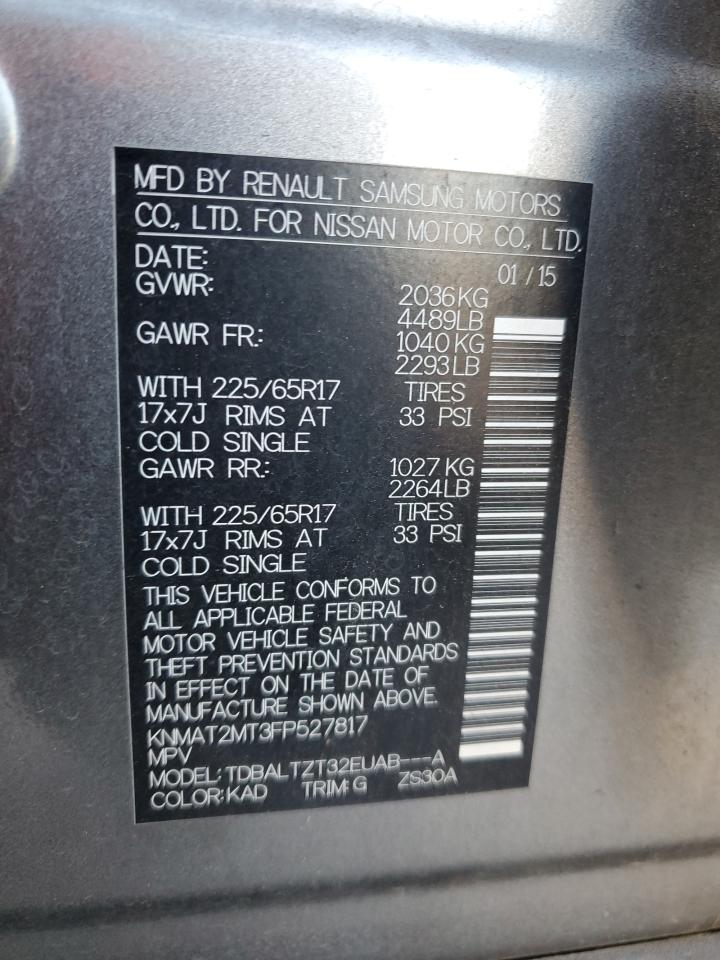 MFD BY RENAULT SAMSUNG MOTORS
CO., LTD. FOR NISSAN MOTOR CO., LTD.
DATE: 01 / 15
GVWR: 2036KG
4489LB
GAWR FR.: 1040KG
2293LB
WITH 225/65R17 TIRES
17x7J RIMS AT 33 PSI
COLD SINGLE
GAWR RR.: 1027KG
2264LB
WITH 225/65R17 TIRES
17x7J RIMS AT 33 PSI
COLD SINGLE
THIS VEHICLE CONFORMS TO
ALL APPLICABLE FEDERAL
MOTOR VEHICLE SAFETY AND
THEFT PREVENTION STANDARDS
IN EFFECT ON THE DATE OF
MANUFACTURE SHOWN ABOVE.
KNMAT2MT3FP527817
MPV
MODEL: TDBALTZT32EUAB---A
COLOR: KAD TRIM: G ZS30A